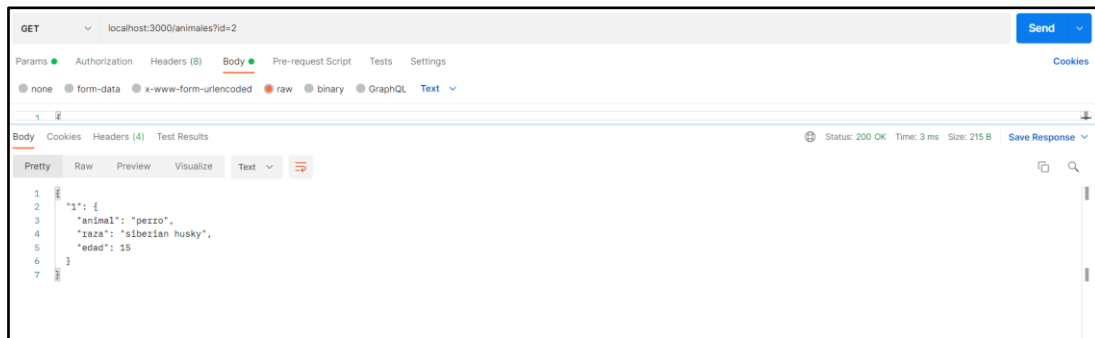 GET localhost:3000/animales?id=2 Send
Params Authorization Headers (8) Body Pre-request Script Tests Settings Cookies
none form-data x-www-form-urlencoded raw binary GraphQL Text
1 {
Body Cookies Headers (4) Test Results Status: 200 OK Time: 3 ms Size: 215 B Save Response
Pretty Raw Preview Visualize Text
1 {
2 "1": {
3 "animal": "perro",
4 "raza": "siberian husky",
5 "edad": 15
6 }
7 }